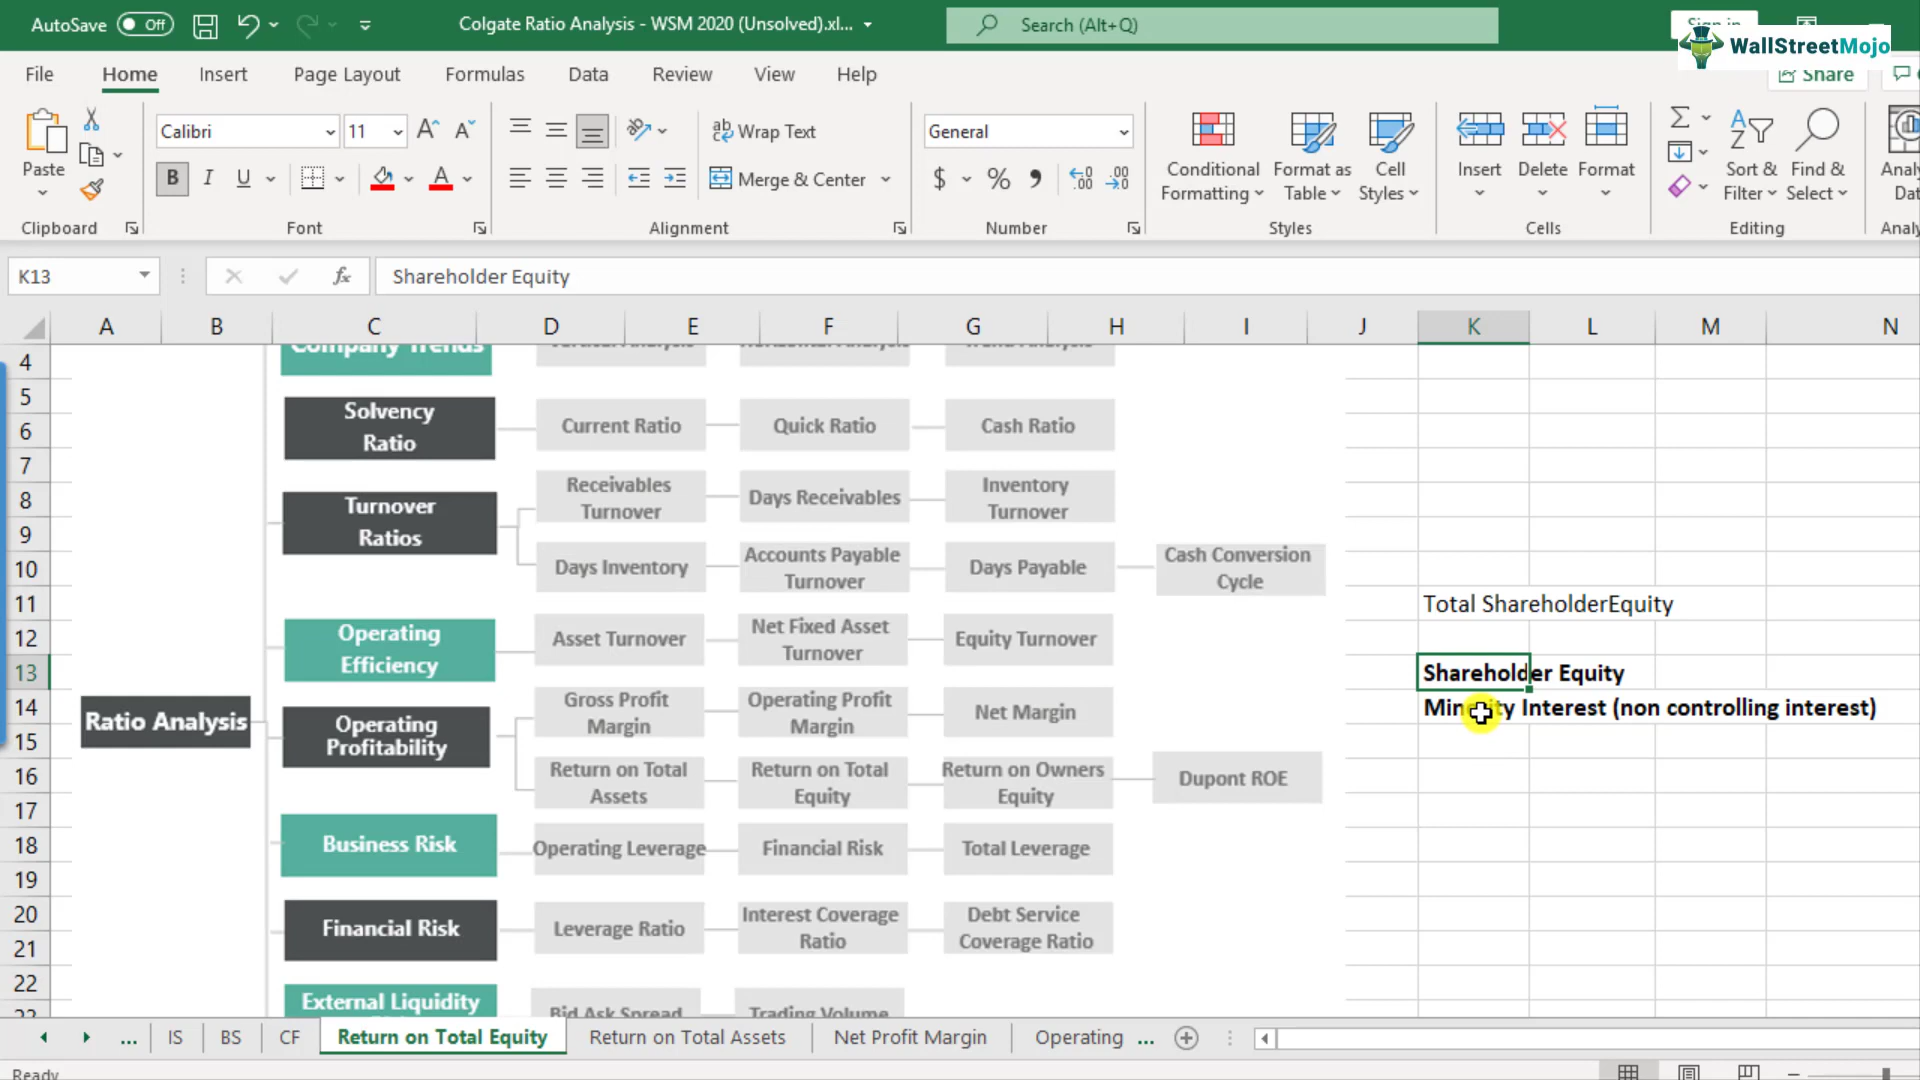 AutoSave Off
Colgate Ratio Analysis - WSM 2020 (Unsolved).xl...
Search (Alt+Q)
WallStreetMojo
File Home Insert Page Layout Formulas Data Review View Help
Share
Paste
Calibri 11
Wrap Text
Merge & Center
General
Conditional Formatting
Format as Table
Cell Styles
Insert Delete Format
Sort & Filter
Find & Select
Clipboard Font Alignment Number Styles Cells Editing
K13
fx
Shareholder Equity
A B C D E F G H I J K L M N
4
5
6
7
8
9
10
11
12
13
14
15
16
17
18
19
20
21
22
Company Trends
Solvency
Ratio
Current Ratio
Quick Ratio
Cash Ratio
Turnover
Ratios
Receivables
Turnover
Days Receivables
Inventory
Turnover
Days Inventory
Accounts Payable
Turnover
Days Payable
Cash Conversion
Cycle
Operating
Efficiency
Asset Turnover
Net Fixed Asset
Turnover
Equity Turnover
Ratio Analysis
Operating
Profitability
Gross Profit
Margin
Operating Profit
Margin
Net Margin
Return on Total
Assets
Return on Total
Equity
Return on Owners
Equity
Dupont ROE
Business Risk
Operating Leverage
Financial Risk
Total Leverage
Financial Risk
Leverage Ratio
Interest Coverage
Ratio
Debt Service
Coverage Ratio
External Liquidity
Bid Ask Spread
Trading Volume
Total ShareholderEquity
Shareholder Equity
Minority Interest (non controlling interest)
... IS BS CF Return on Total Equity Return on Total Assets Net Profit Margin Operating ...
Ready